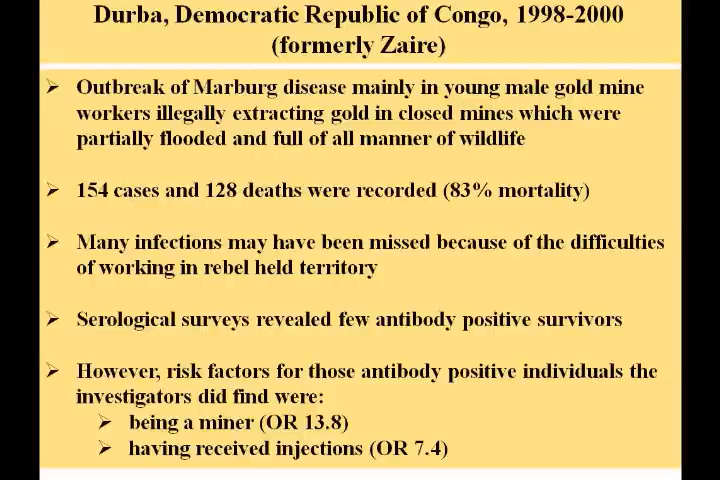 Durba, Democratic Republic of Congo, 1998-2000
(formerly Zaire)
➢ Outbreak of Marburg disease mainly in young male gold mine
workers illegally extracting gold in closed mines which were
partially flooded and full of all manner of wildlife
➢ 154 cases and 128 deaths were recorded (83% mortality)
➢ Many infections may have been missed because of the difficulties
of working in rebel held territory
➢ Serological surveys revealed few antibody positive survivors
➢ However, risk factors for those antibody positive individuals the
investigators did find were:
➢ being a miner (OR 13.8)
➢ having received injections (OR 7.4)